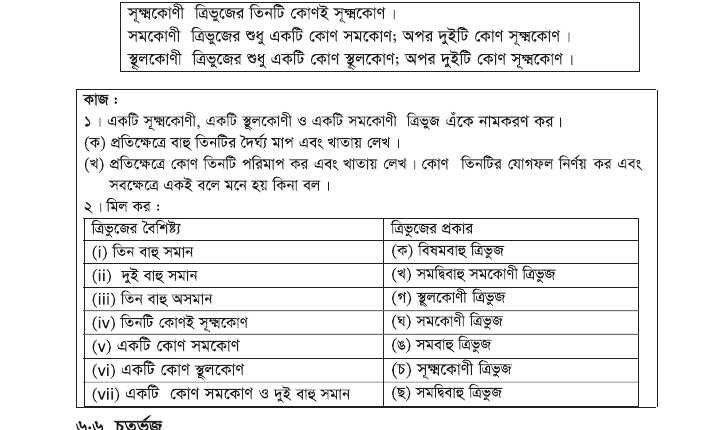 সূক্ষ্মকোণী ত্রিভুজের তিনটি কোণই সূক্ষ্মকোণ।
সমকোণী ত্রিভুজের শুধু একটি কোণ সমকোণ; অপর দুইটি কোণ সূক্ষ্মকোণ।
স্থূলকোণী ত্রিভুজের শুধু একটি কোণ স্থূলকোণ; অপর দুইটি কোণ সূক্ষ্মকোণ।
কাজ :
১। একটি সূক্ষ্মকোণী, একটি স্থূলকোণী ও একটি সমকোণী ত্রিভুজ এঁকে নামকরণ কর।
(ক) প্রতিক্ষেত্রে বাহু তিনটির দৈর্ঘ্য মাপ এবং খাতায় লেখ।
(খ) প্রতিক্ষেত্রে কোণ তিনটি পরিমাপ কর এবং খাতায় লেখ। কোণ তিনটির যোগফল নির্ণয় কর এবং
সবক্ষেত্রে একই বলে মনে হয় কিনা বল।
২। মিল কর :
ত্রিভুজের বৈশিষ্ট্য ত্রিভুজের প্রকার
(i) তিন বাহু সমান (ক) বিষমবাহু ত্রিভুজ
(ii) দুই বাহু সমান (খ) সমদ্বিবাহু সমকোণী ত্রিভুজ
(iii) তিন বাহু অসমান (গ) স্থূলকোণী ত্রিভুজ
(iv) তিনটি কোণই সূক্ষ্মকোণ (ঘ) সমকোণী ত্রিভুজ
(v) একটি কোণ সমকোণ (ঙ) সমবাহু ত্রিভুজ
(vi) একটি কোণ স্থূলকোণ (চ) সূক্ষ্মকোণী ত্রিভুজ
(vii) একটি কোণ সমকোণ ও দুই বাহু সমান (ছ) সমদ্বিবাহু ত্রিভুজ
৬.৬ চতুর্ভুজ